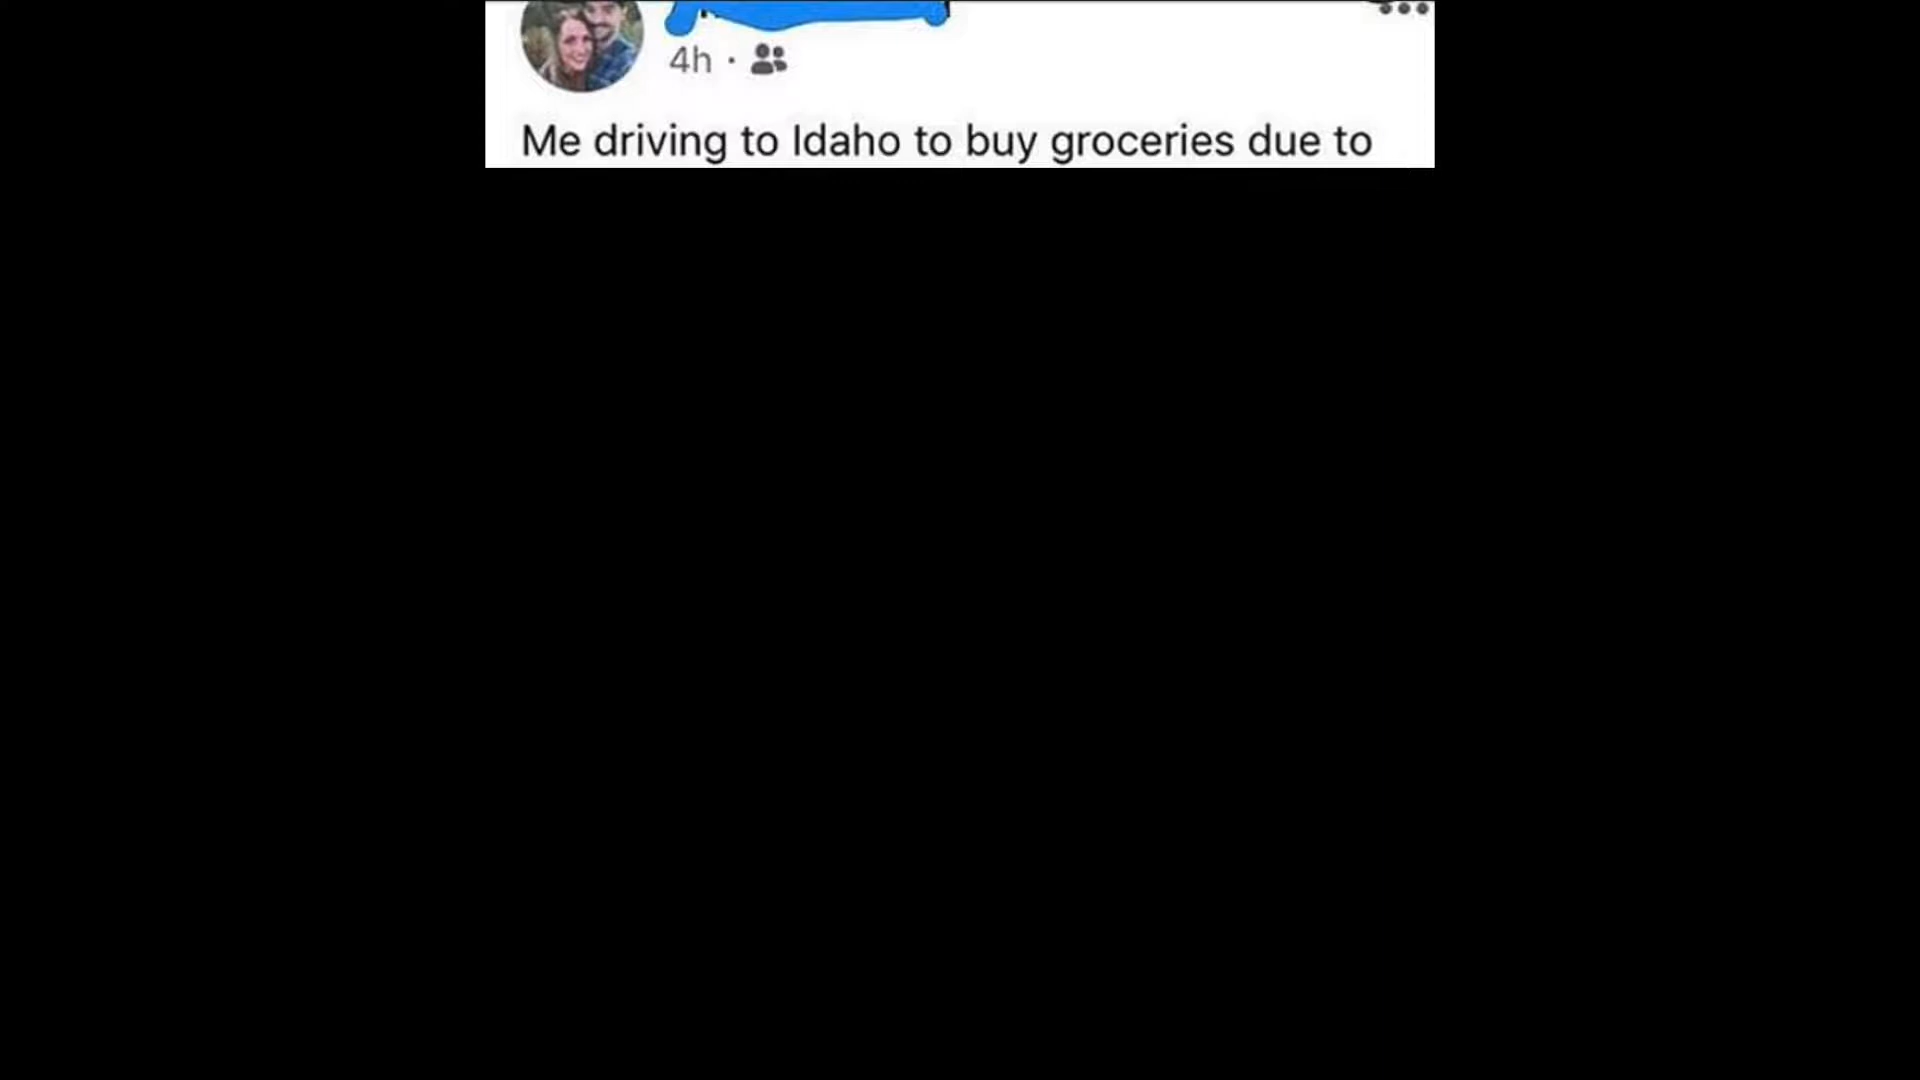 4h ·
Me driving to Idaho to buy groceries due to